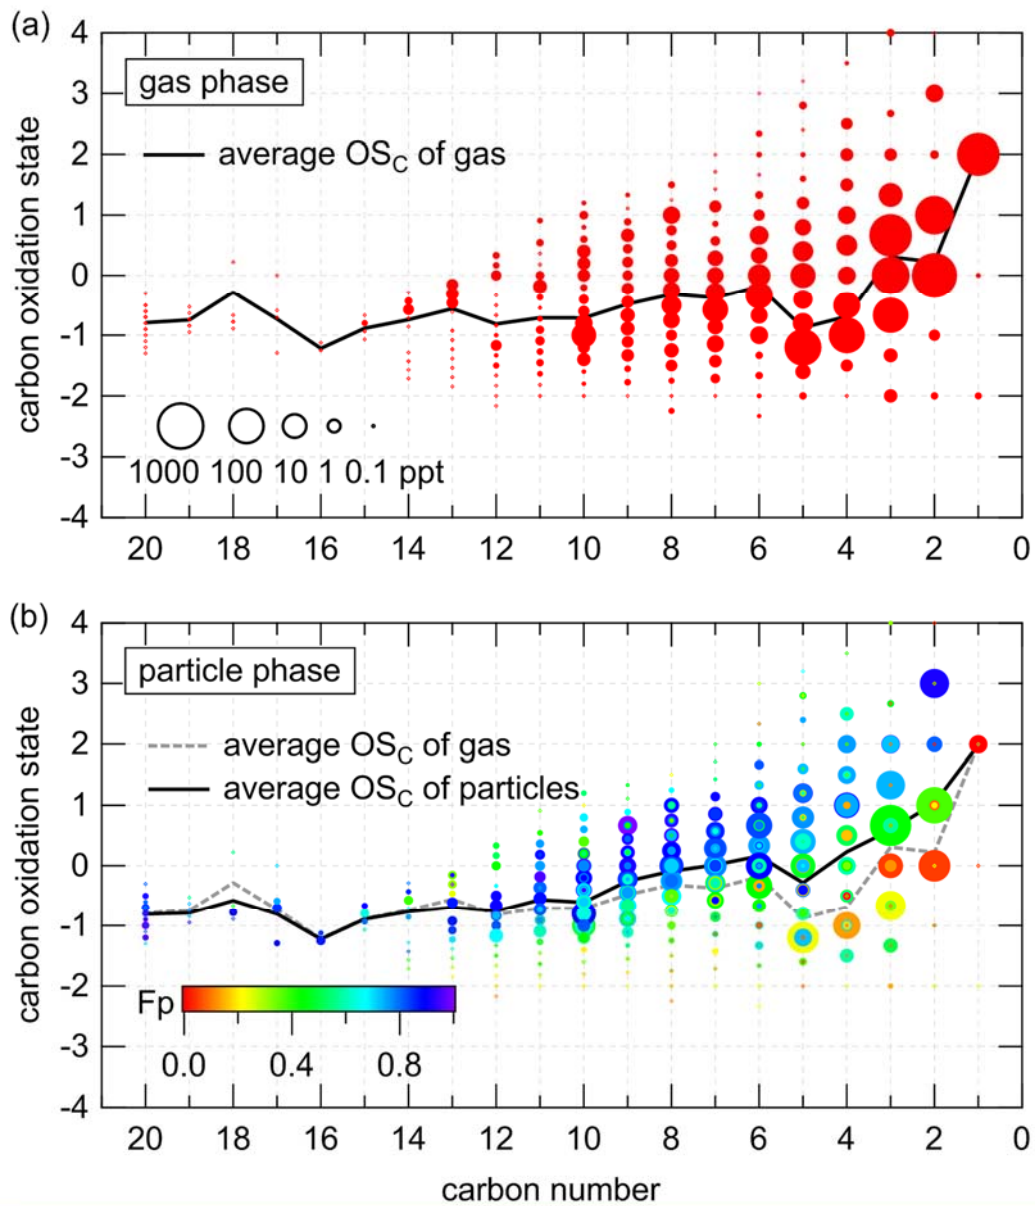 (a)
gas phase
average OSC of gas
carbon oxidation state
4
3
2
1
0
-1
-2
-3
-4
1000 100 10 1 0.1 ppt
20 18 16 14 12 10 8 6 4 2 0
(b)
particle phase
average OSC of gas
average OSC of particles
carbon oxidation state
4
3
2
1
0
-1
-2
-3
-4
Fp
0.0 0.4 0.8
20 18 16 14 12 10 8 6 4 2 0
carbon number